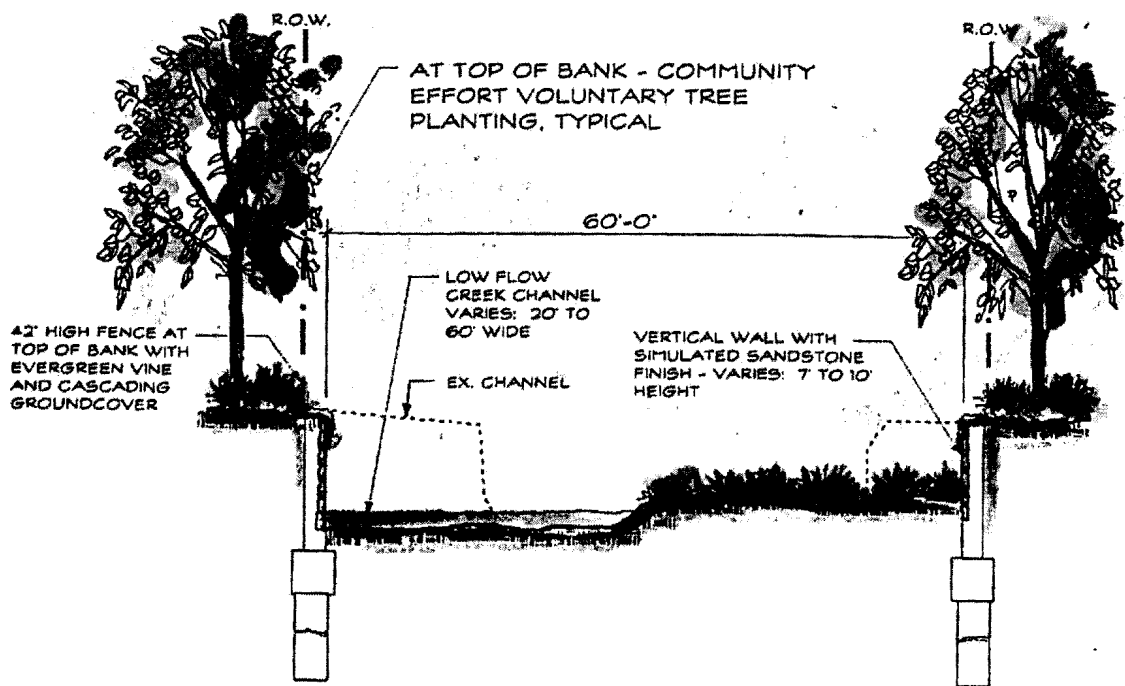 R.O.W.
R.O.W.
AT TOP OF BANK - COMMUNITY
EFFORT VOLUNTARY TREE
PLANTING, TYPICAL
60'-0"
LOW FLOW
CREEK CHANNEL
VARIES: 20' TO
60' WIDE
42" HIGH FENCE AT
TOP OF BANK WITH
EVERGREEN VINE
AND CASCADING
GROUNDCOVER
EX. CHANNEL
VERTICAL WALL WITH
SIMULATED SANDSTONE
FINISH - VARIES: 7' TO 10'
HEIGHT